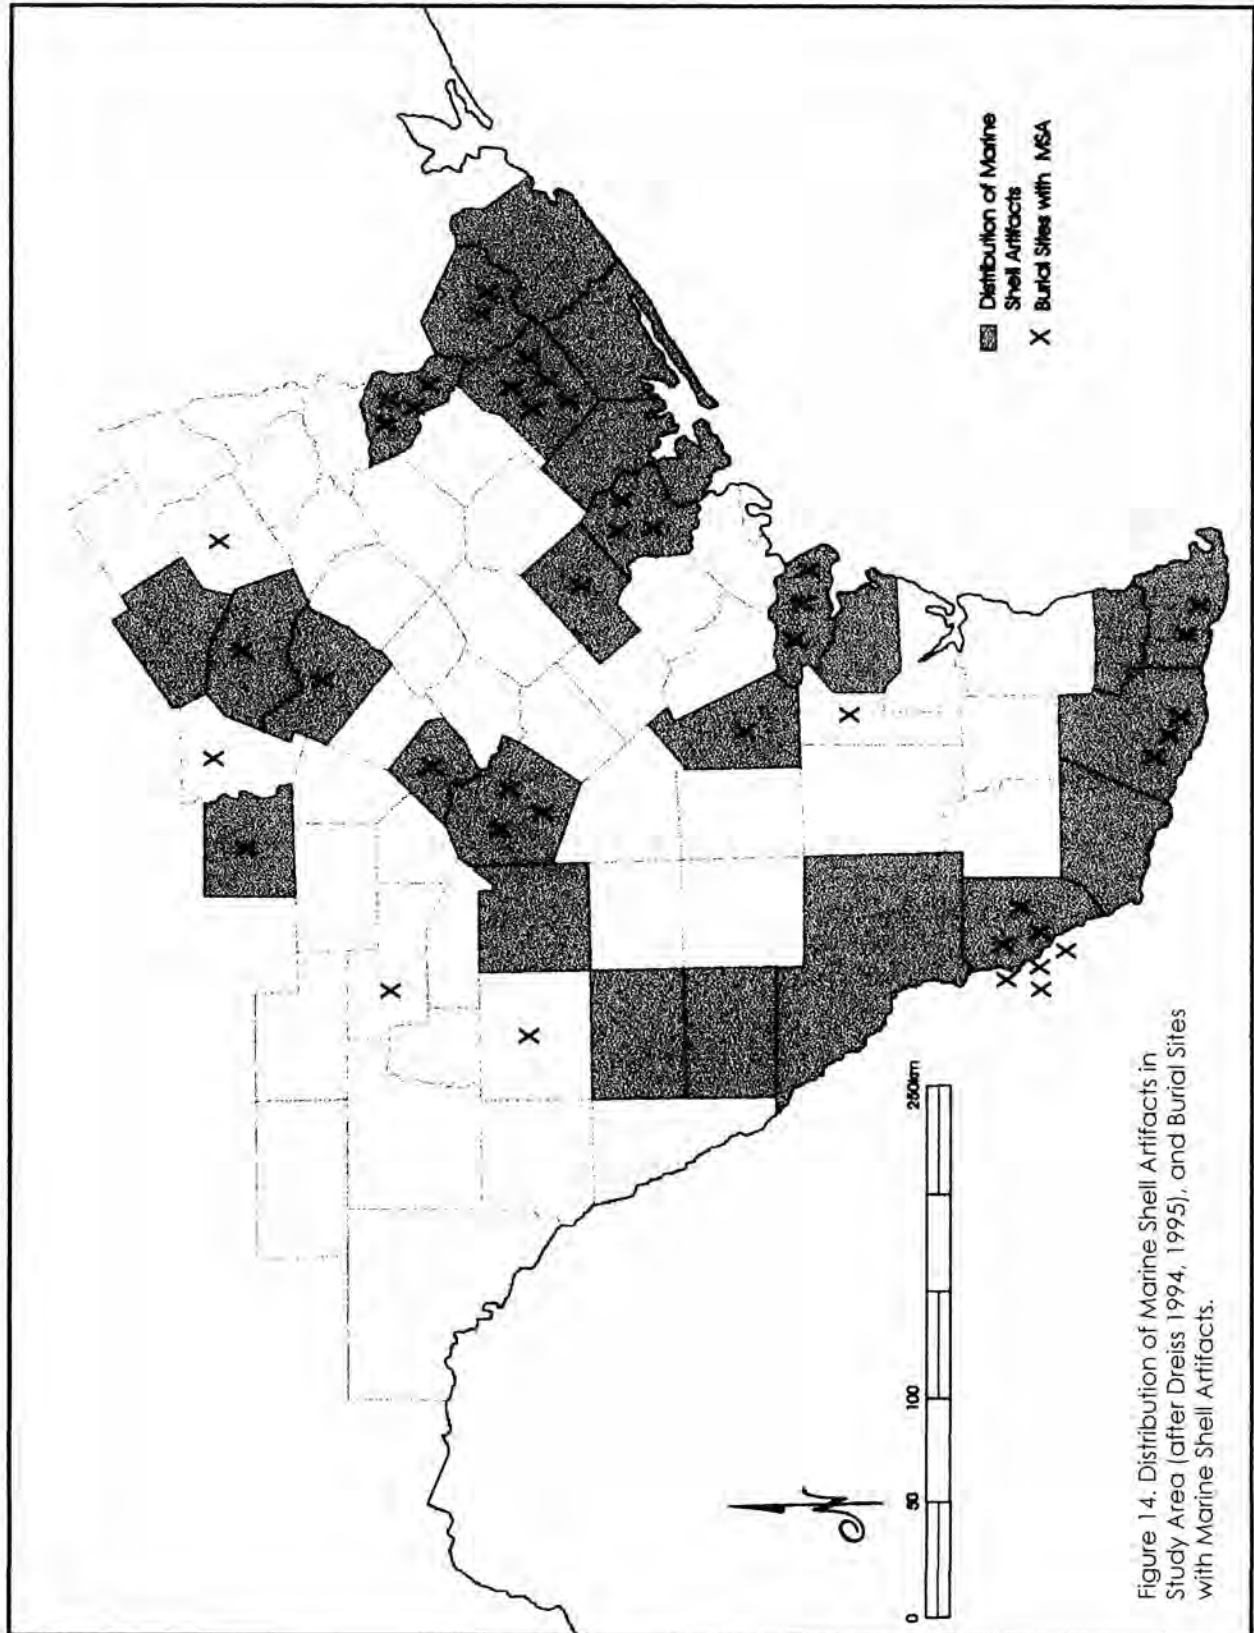 Distribution of Marine
Shell Artifacts
X Burial Sites with MSA
0 50 100 250km
N
Figure 14. Distribution of Marine Shell Artifacts in
Study Area (after Dreiss 1994, 1995), and Burial Sites
with Marine Shell Artifacts.